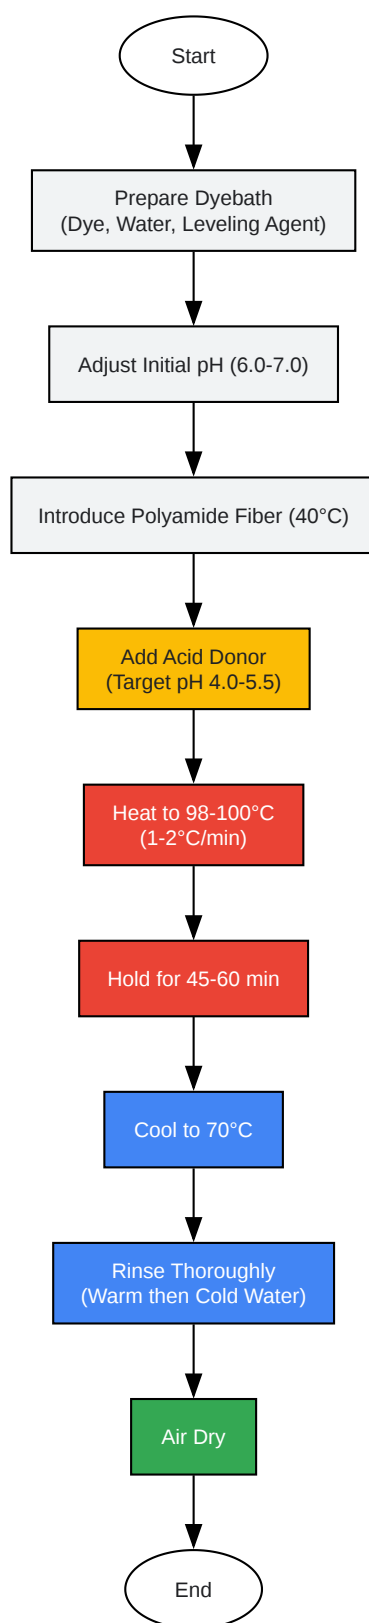 Start
Prepare Dyebath
(Dye, Water, Leveling Agent)
Adjust Initial pH (6.0-7.0)
Introduce Polyamide Fiber (40°C)
Add Acid Donor
(Target pH 4.0-5.5)
Heat to 98-100°C
(1-2°C/min)
Hold for 45-60 min
Cool to 70°C
Rinse Thoroughly
(Warm then Cold Water)
Air Dry
End